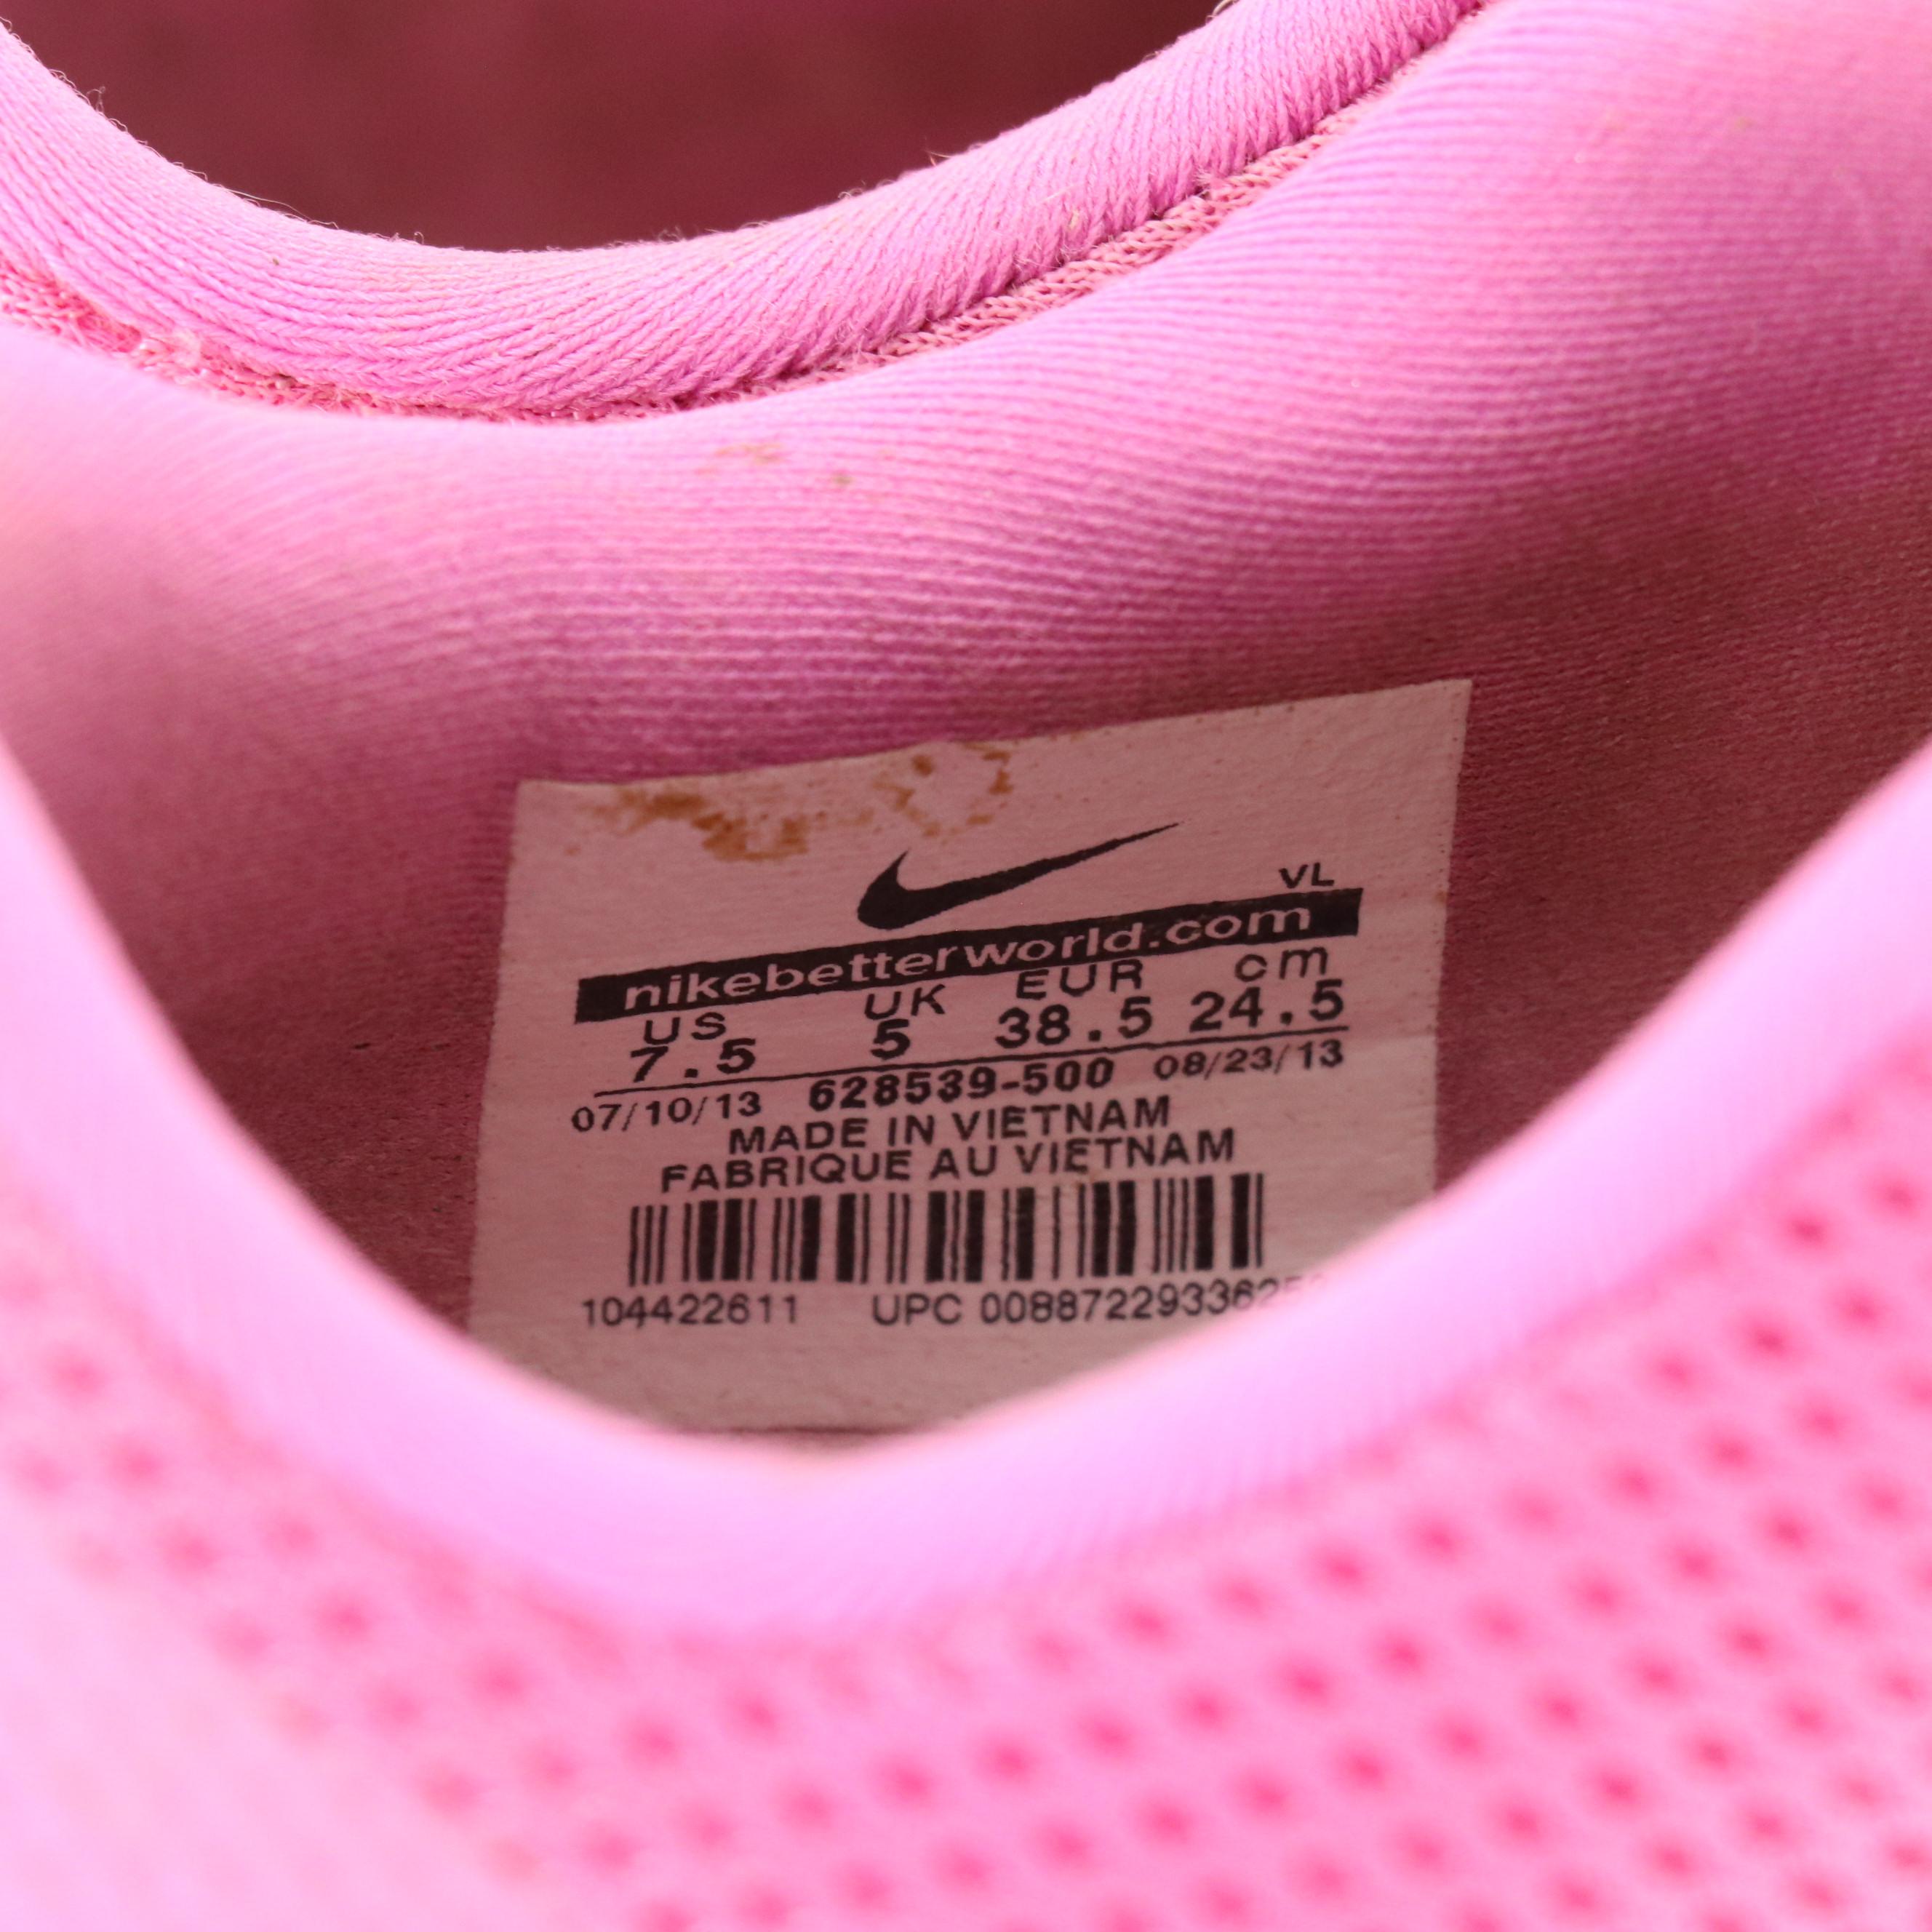 VL
nikebetterworld.com
US UK EUR cm
7.5 5 38.5 24.5
07/10/13 628539-500 08/23/13
MADE IN VIETNAM
FABRIQUE AU VIETNAM
104422611 UPC